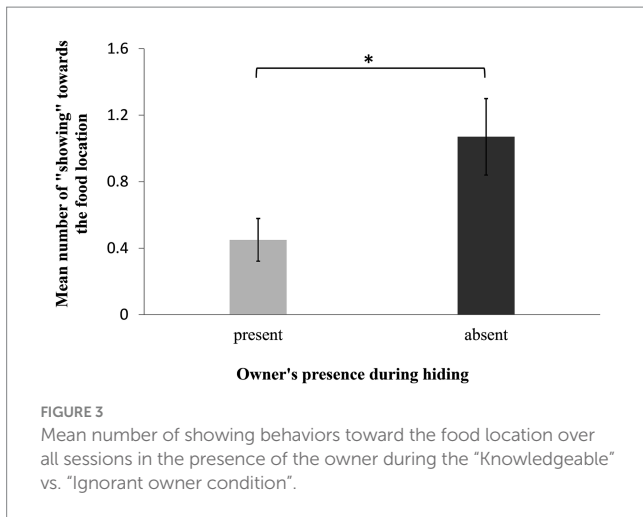 Mean number of "showing" towards
the food location
1.6
1.2
0.8
0.4
0
*
present
absent
Owner's presence during hiding
FIGURE 3
Mean number of showing behaviors toward the food location over
all sessions in the presence of the owner during the “Knowledgeable”
vs. “Ignorant owner condition”.